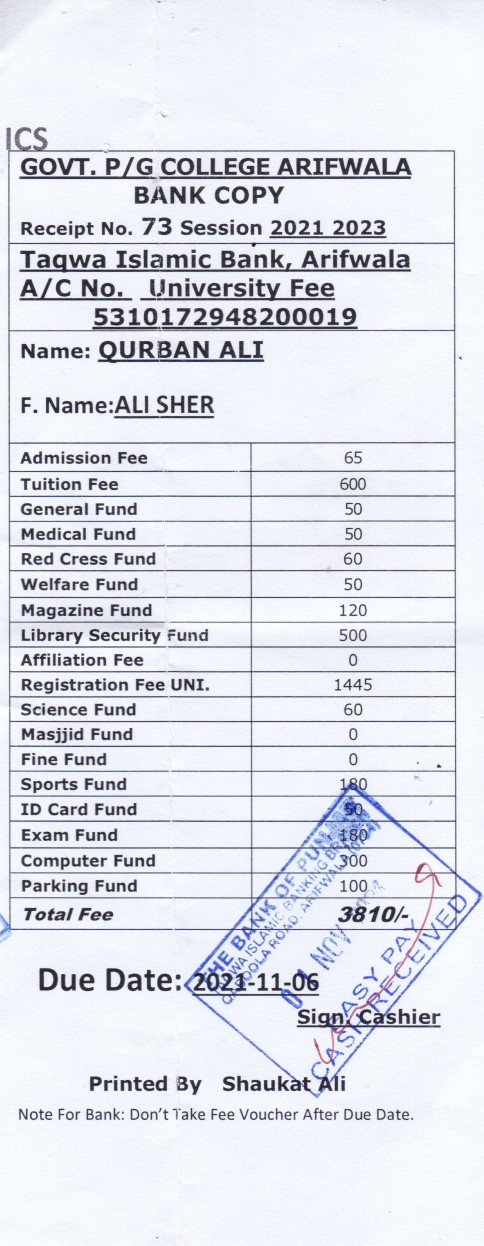 ICS
GOVT. P/G COLLEGE ARIFWALA
BANK COPY
Receipt No. 73 Session 2021 2023
Taqwa Islamic Bank, Arifwala
A/C No. University Fee
5310172948200019
Name: QURBAN ALI
F. Name:ALI SHER
Admission Fee 65
Tuition Fee 600
General Fund 50
Medical Fund 50
Red Cress Fund 60
Welfare Fund 50
Magazine Fund 120
Library Security Fund 500
Affiliation Fee 0
Registration Fee UNI. 1445
Science Fund 60
Masjjid Fund 0
Fine Fund 0
Sports Fund 180
ID Card Fund 50
Exam Fund 180
Computer Fund 300
Parking Fund 100
Total Fee 3810/-
THE BANK OF PUNJAB
ISLAMIC BANKING
QABOOLA ROAD, ARIFWALA
NOV
EASY PAY
CASH RECEIVED
Due Date: 2021-11-06
Sign. Cashier
Printed By Shaukat Ali
Note For Bank: Don't Take Fee Voucher After Due Date.